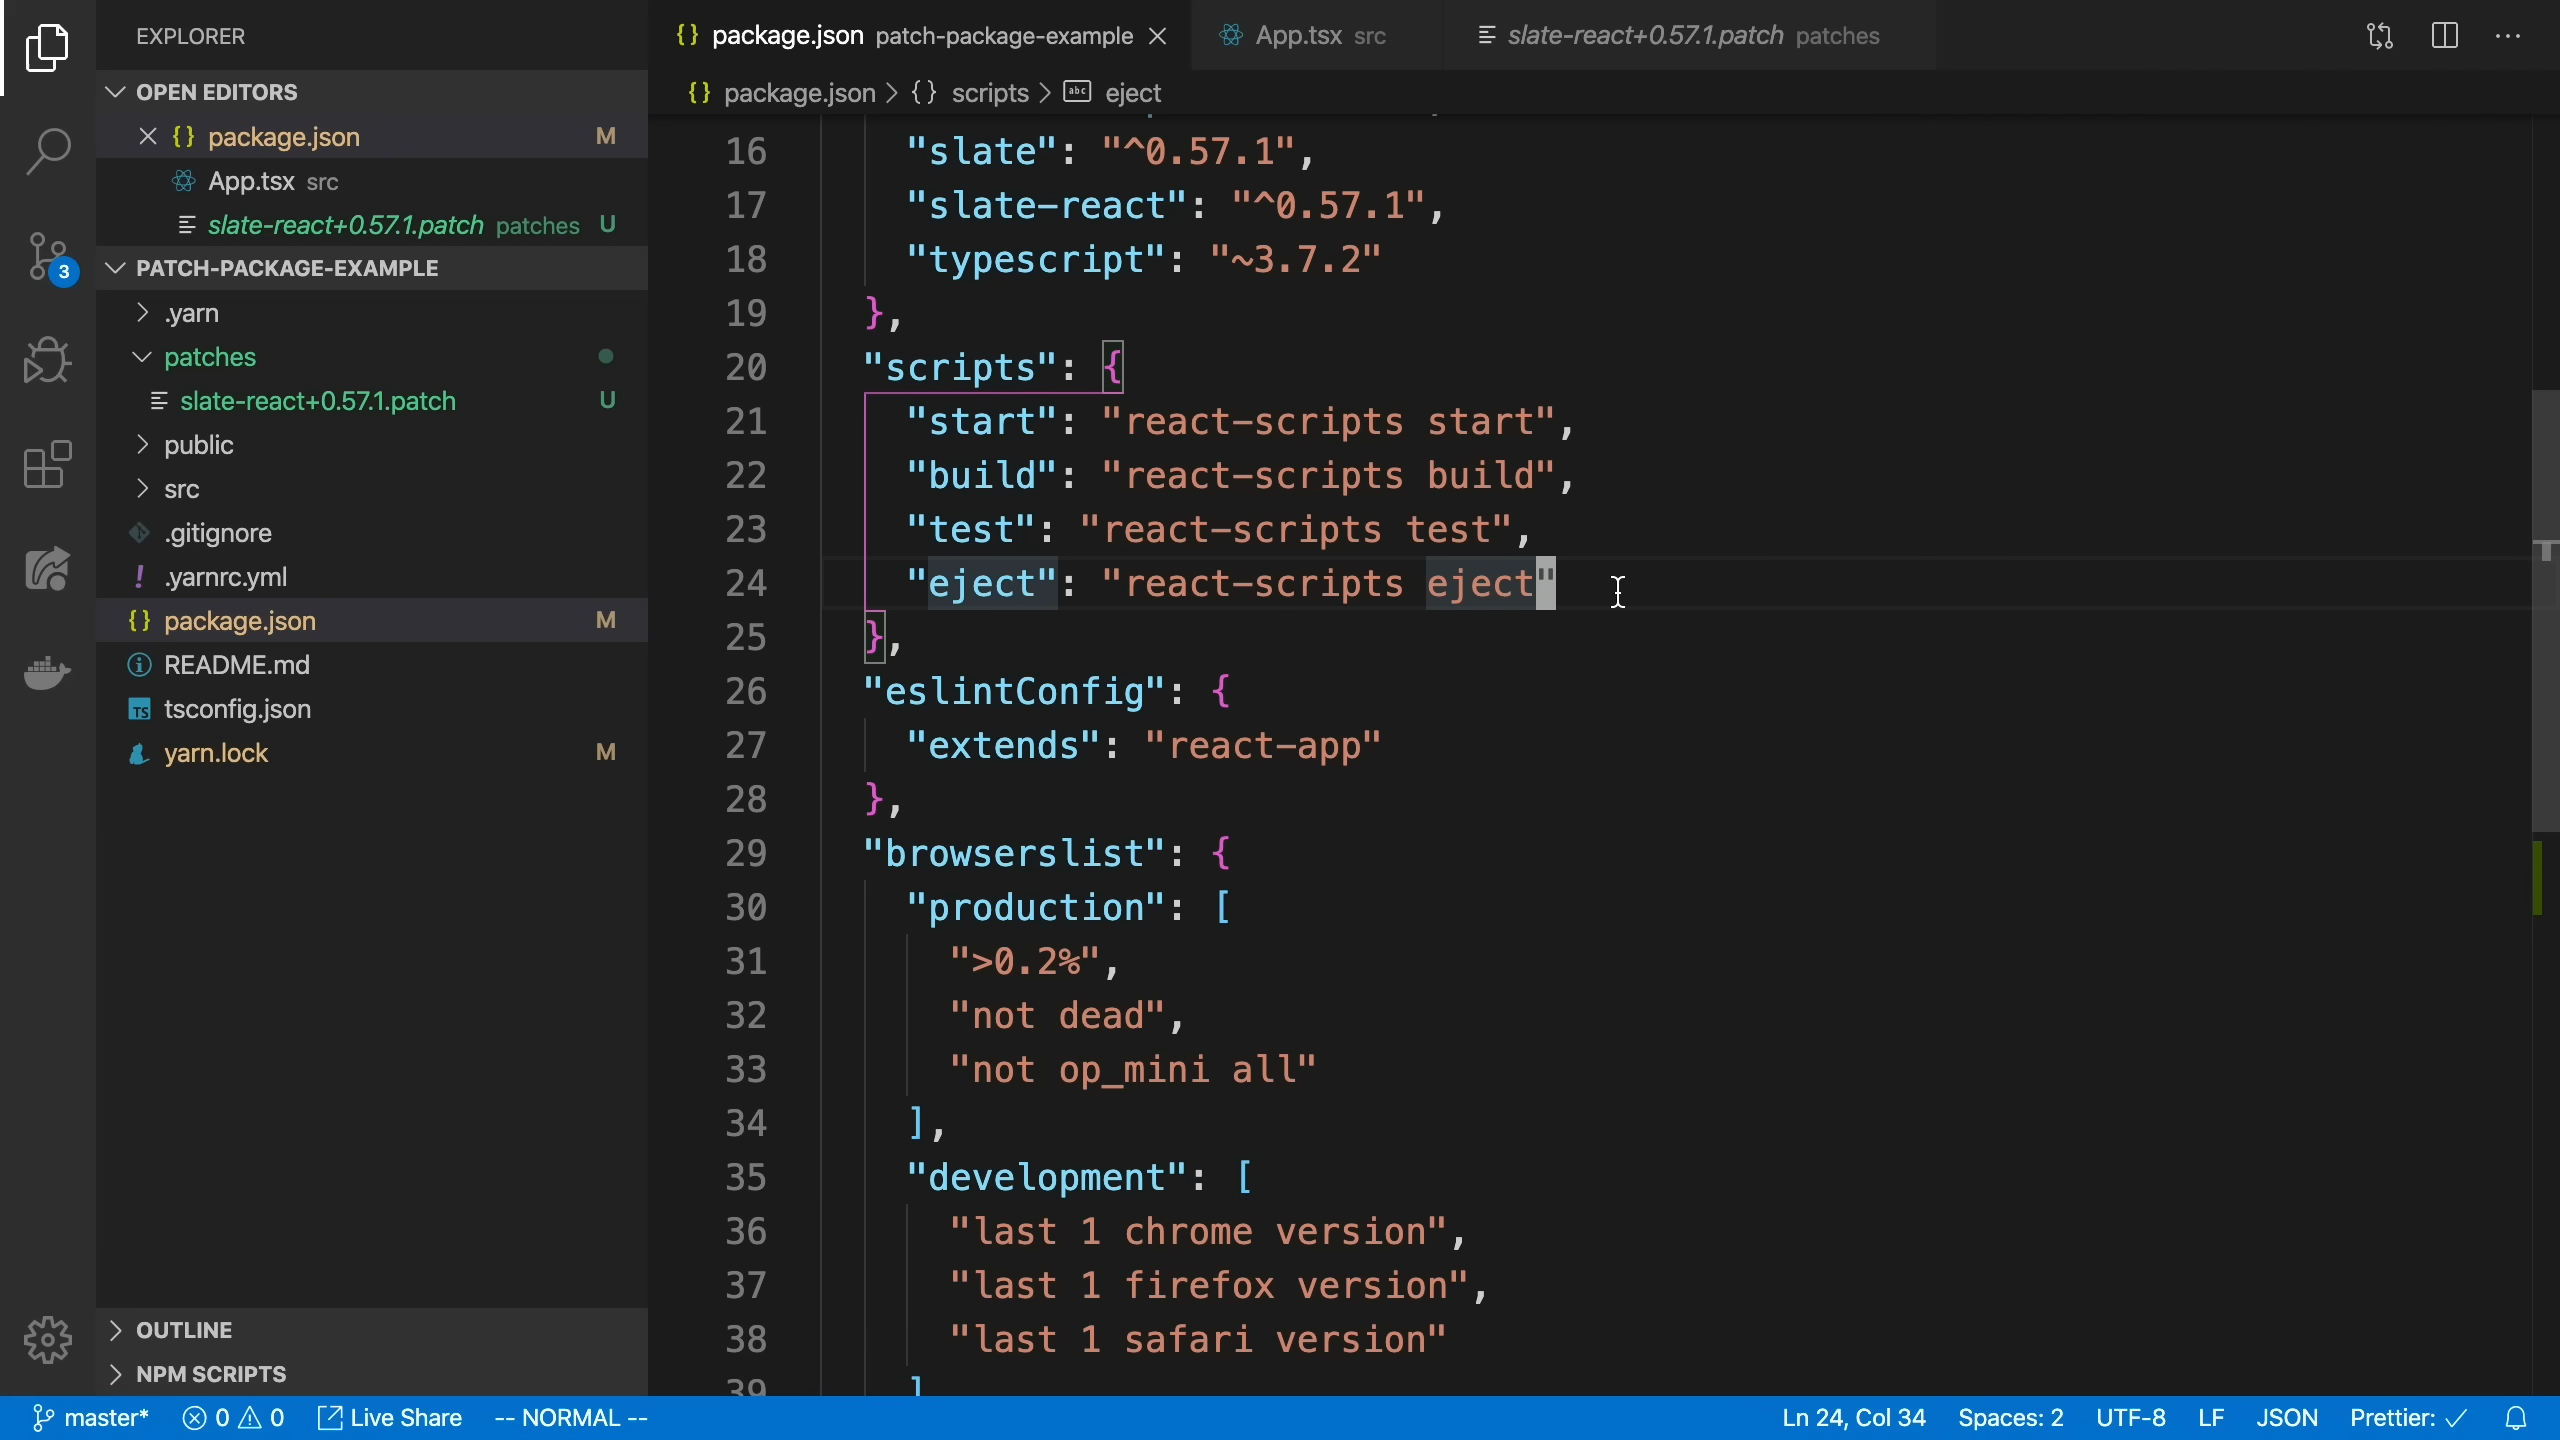 EXPLORER
OPEN EDITORS
package.json M
App.tsx src
slate-react+0.57.1.patch patches U
PATCH-PACKAGE-EXAMPLE
.yarn
patches
slate-react+0.57.1.patch U
public
src
.gitignore
! .yarnrc.yml
{} package.json M
README.md
TS tsconfig.json
yarn.lock M
OUTLINE
NPM SCRIPTS
3
{} package.json patch-package-example
App.tsx src
slate-react+0.57.1.patch patches
{} package.json > {} scripts > abc eject
16 "slate": "^0.57.1",
17 "slate-react": "^0.57.1",
18 "typescript": "~3.7.2"
19 },
20 "scripts": {
21 "start": "react-scripts start",
22 "build": "react-scripts build",
23 "test": "react-scripts test",
24 "eject": "react-scripts eject"
25 },
26 "eslintConfig": {
27 "extends": "react-app"
28 },
29 "browserslist": {
30 "production": [
31 ">0.2%",
32 "not dead",
33 "not op_mini all"
34 ],
35 "development": [
36 "last 1 chrome version",
37 "last 1 firefox version",
38 "last 1 safari version"
39 ]
master* 0 0 Live Share -- NORMAL -- Ln 24, Col 34 Spaces: 2 UTF-8 LF JSON Prettier: ✓